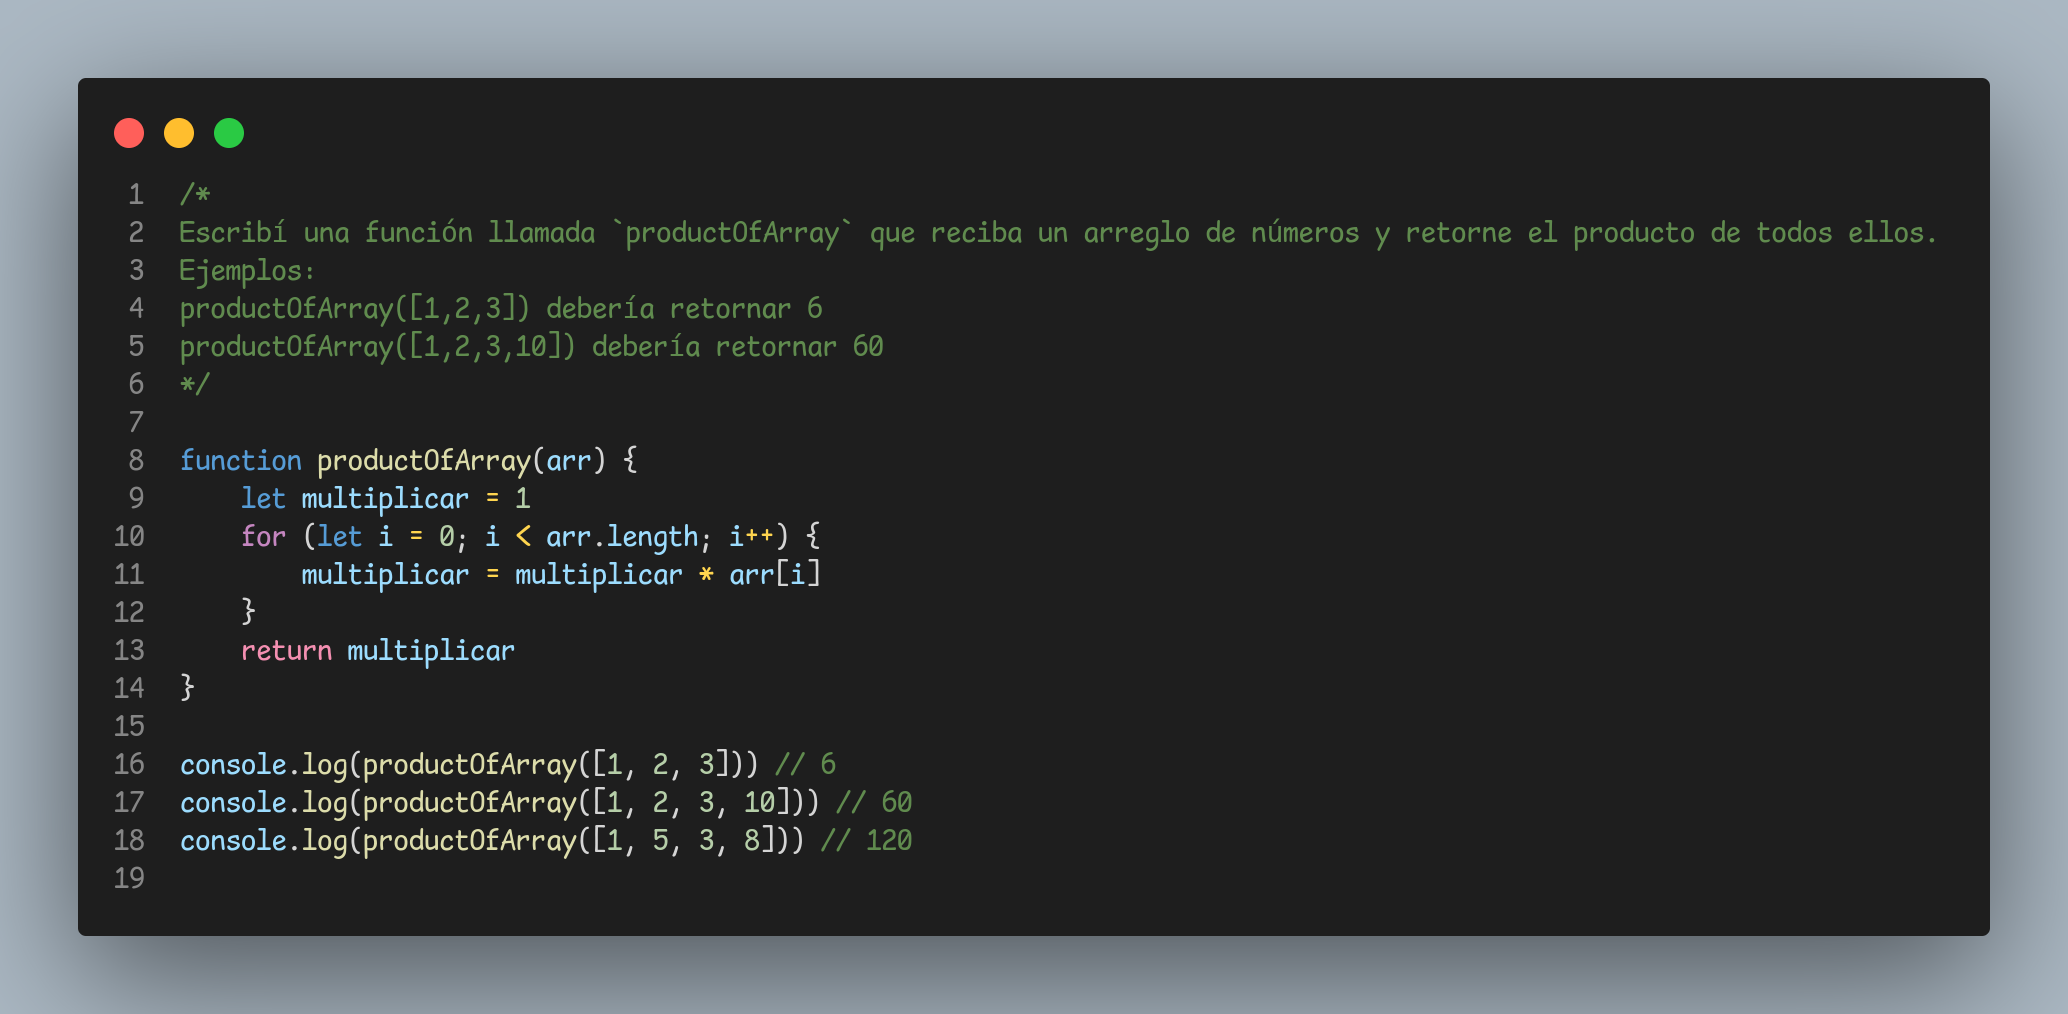 1 /*
2 Escribí una función llamada `productOfArray` que reciba un arreglo de números y retorne el producto de todos ellos.
3 Ejemplos:
4 productOfArray([1,2,3]) debería retornar 6
5 productOfArray([1,2,3,10]) debería retornar 60
6 */
7
8 function productOfArray(arr) {
9     let multiplicar = 1
10     for (let i = 0; i < arr.length; i++) {
11         multiplicar = multiplicar * arr[i]
12     }
13     return multiplicar
14 }
15
16 console.log(productOfArray([1, 2, 3])) // 6
17 console.log(productOfArray([1, 2, 3, 10])) // 60
18 console.log(productOfArray([1, 5, 3, 8])) // 120
19